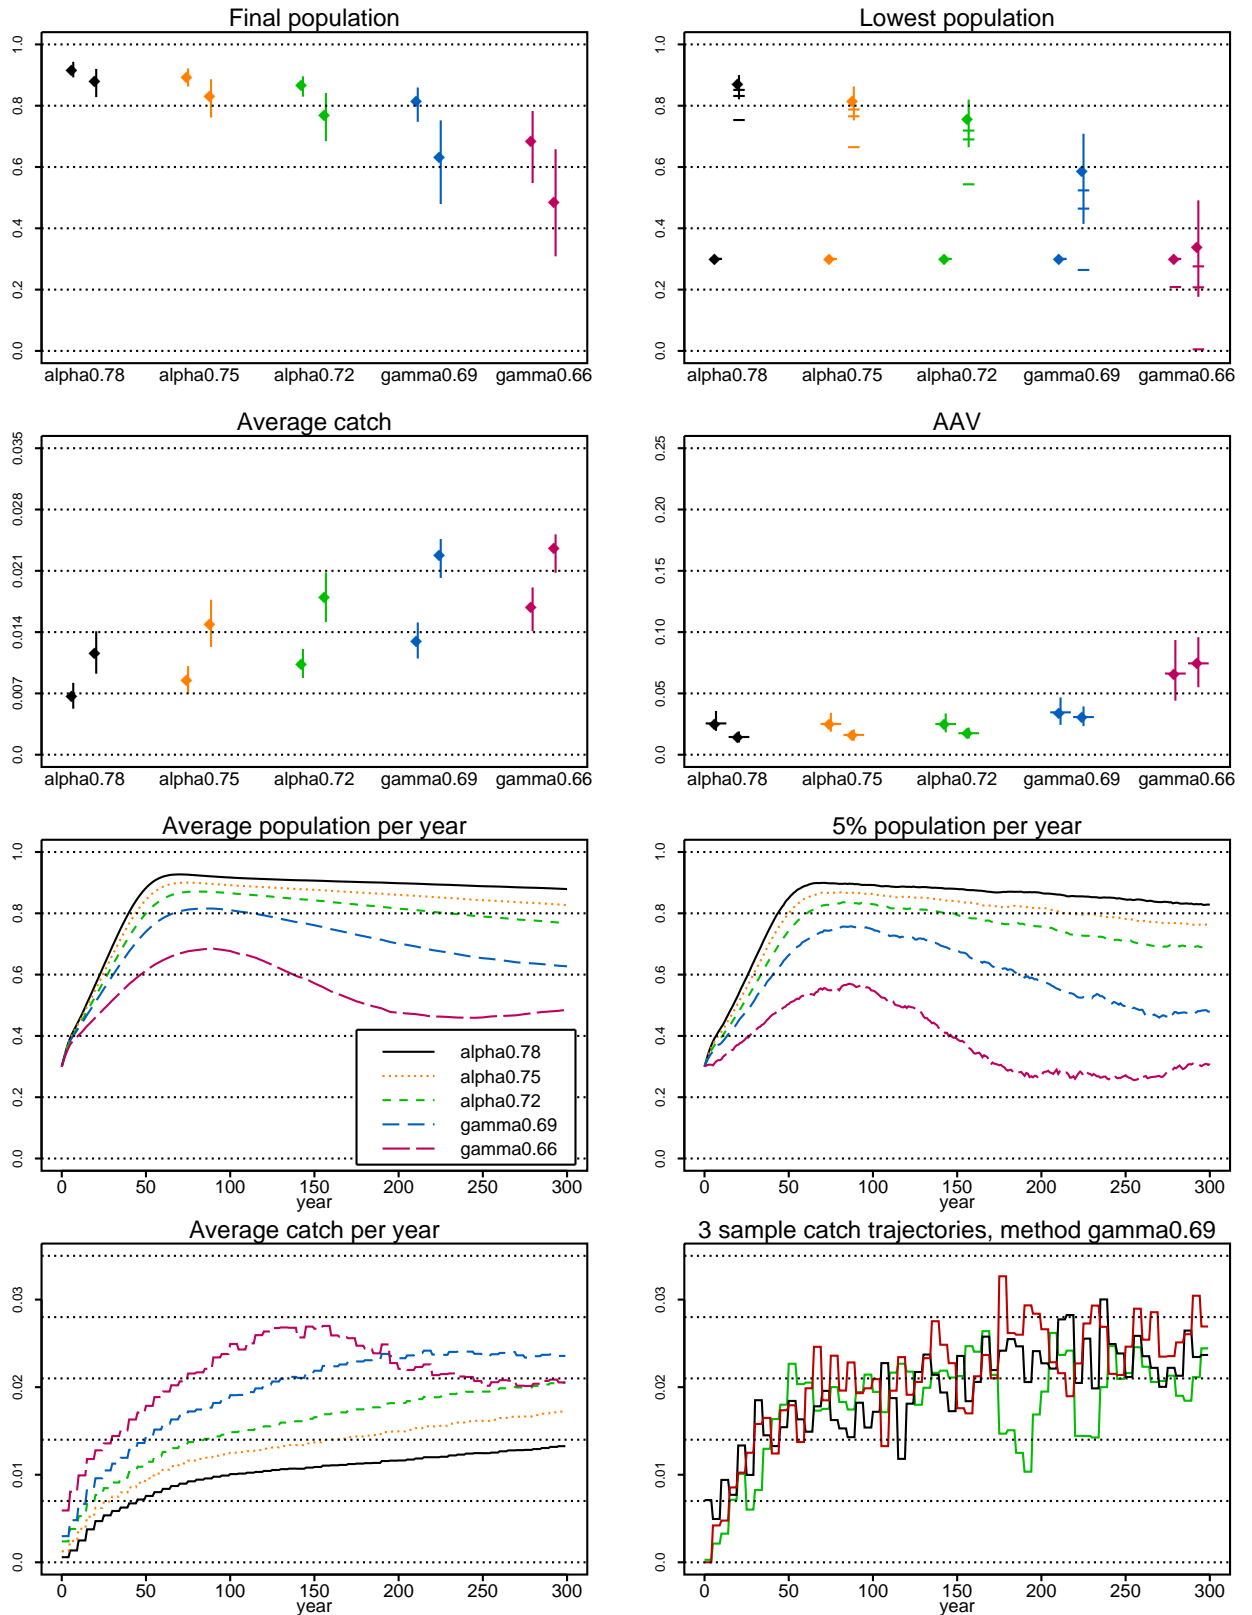 Final population
1.0
0.8
0.6
0.4
0.2
0.0
alpha0.78 alpha0.75 alpha0.72 gamma0.69 gamma0.66
Lowest population
1.0
0.8
0.6
0.4
0.2
0.0
alpha0.78 alpha0.75 alpha0.72 gamma0.69 gamma0.66
Average catch
0.035
0.028
0.021
0.014
0.007
0.0
alpha0.78 alpha0.75 alpha0.72 gamma0.69 gamma0.66
AAV
0.25
0.20
0.15
0.10
0.05
0.0
alpha0.78 alpha0.75 alpha0.72 gamma0.69 gamma0.66
Average population per year
1.0
0.8
0.6
0.4
0.2
0.0
alpha0.78
alpha0.75
alpha0.72
gamma0.69
gamma0.66
0 50 100 150 200 250 300
year
5% population per year
1.0
0.8
0.6
0.4
0.2
0.0
0 50 100 150 200 250 300
year
Average catch per year
0.03
0.02
0.01
0.0
0 50 100 150 200 250 300
year
3 sample catch trajectories, method gamma0.69
0.03
0.02
0.01
0.0
0 50 100 150 200 250 300
year